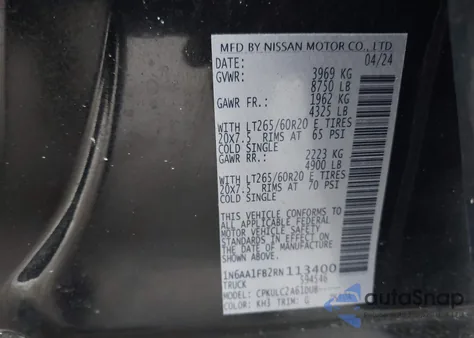 MFD BY NISSAN MOTOR CO., LTD
DATE: 04/24
GVWR: 3969 KG
8750 LB
GAWR FR.: 1962 KG
4325 LB
WITH LT265/60R20 E TIRES
20x7.5 RIMS AT 65 PSI
COLD SINGLE
GAWR RR.: 2223 KG
4900 LB
WITH LT265/60R20 E TIRES
20x7.5 RIMS AT 70 PSI
COLD SINGLE
THIS VEHICLE CONFORMS TO
ALL APPLICABLE FEDERAL
MOTOR VEHICLE SAFETY
STANDARDS IN EFFECT ON
THE DATE OF MANUFACTURE
SHOWN ABOVE.
1N6AA1FB2RN113400
TRUCK 594546
MODEL:
COLOR: KH3 TRIM: G
autoSnap